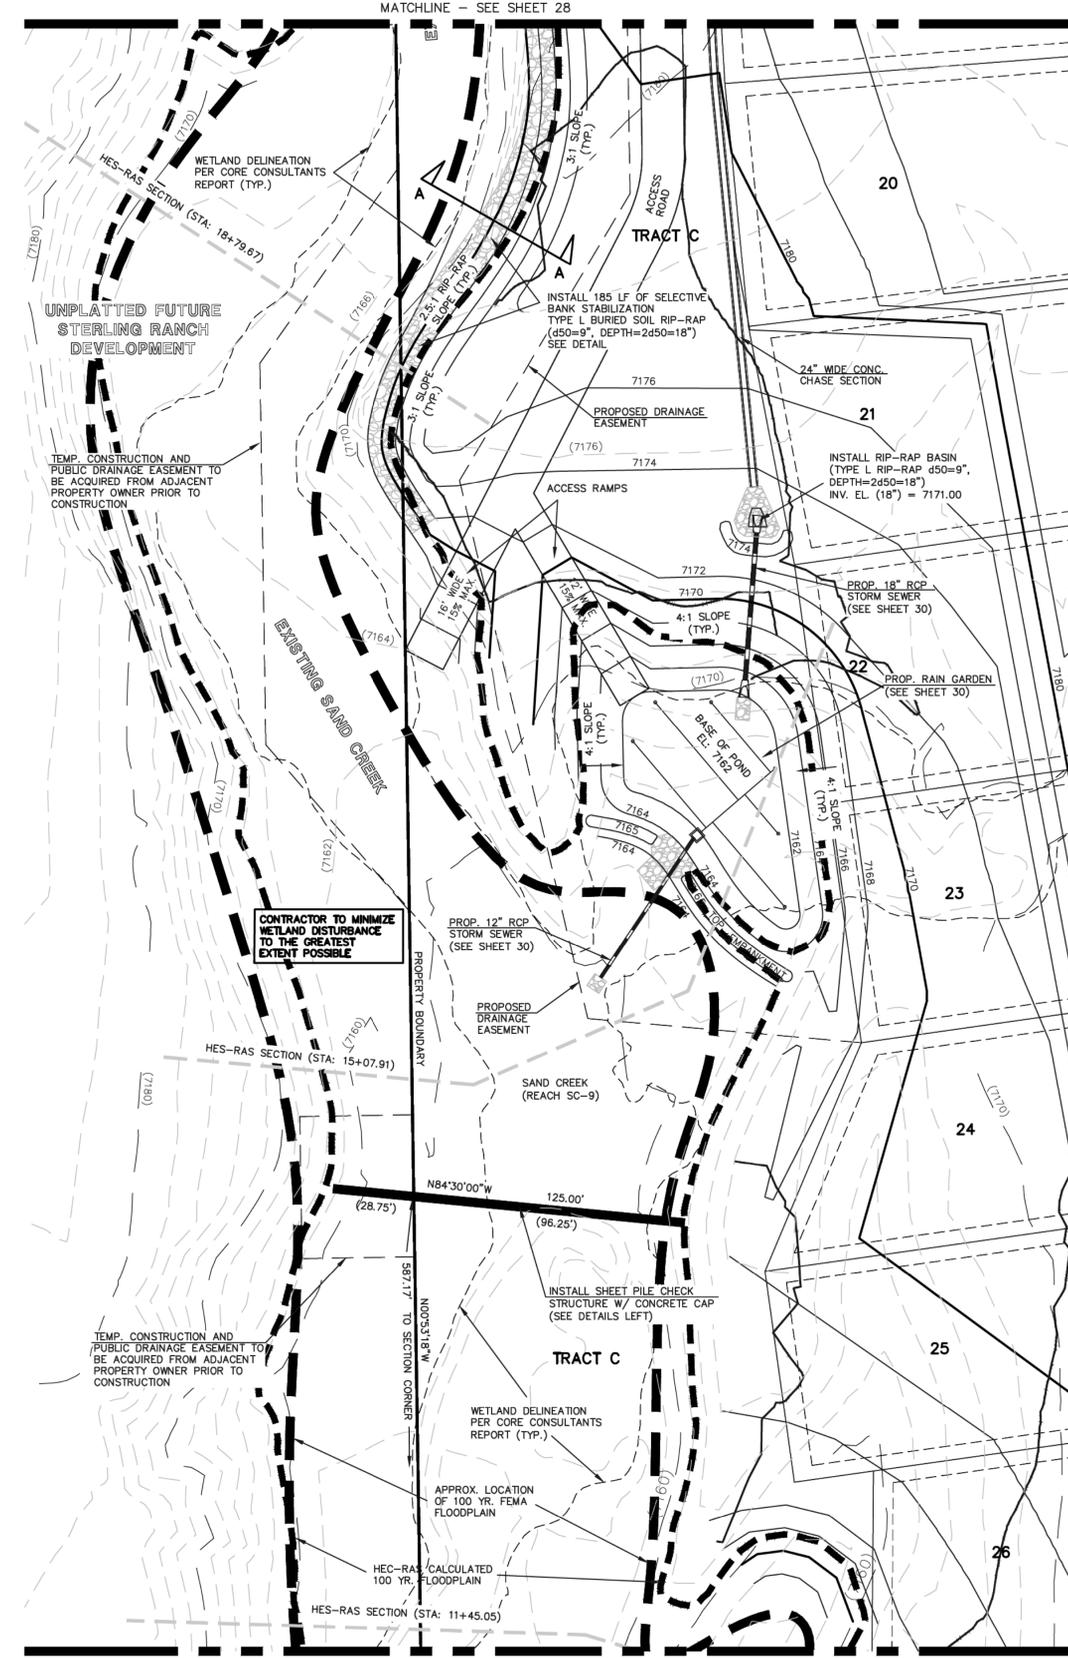 MATCHLINE – SEE SHEET 28
(7170)
(7180)
3:1 SLOPE
(TYP.)
WETLAND DELINEATION
PER CORE CONSULTANTS
REPORT (TYP.)
HES-RAS SECTION (STA: 18+79.67)
A
A
ACCESS
ROAD
TRACT C
20
7180
(7180)
UNPLATTED FUTURE
STERLING RANCH
DEVELOPMENT
(7166)
2.5:1 RIP-RAP
SLOPE (TYP.)
INSTALL 185 LF OF SELECTIVE
BANK STABILIZATION
TYPE L BURIED SOIL RIP-RAP
(d50=9", DEPTH=2d50=18")
SEE DETAIL
24" WIDE CONC.
CHASE SECTION
7176
3:1 SLOPE
(TYP.)
PROPOSED DRAINAGE
EASEMENT
21
(7170)
(7176)
TEMP. CONSTRUCTION AND
PUBLIC DRAINAGE EASEMENT TO
BE ACQUIRED FROM ADJACENT
PROPERTY OWNER PRIOR TO
CONSTRUCTION
7174
INSTALL RIP-RAP BASIN
(TYPE L RIP-RAP d50=9",
DEPTH=2d50=18")
INV. EL. (18") = 7171.00
ACCESS RAMPS
7174
7172
16' WIDE
15% MAX.
12' WIDE
15% MAX.
7170
PROP. 18" RCP
STORM SEWER
(SEE SHEET 30)
4:1 SLOPE
(TYP.)
(7164)
EXISTING SAND CREEK
22
(7170)
PROP. RAIN GARDEN
(SEE SHEET 30)
7180
4:1 SLOPE
(TYP.)
BASE OF POND
EL: 7162
(7170)
4:1 SLOPE
(TYP.)
7164
7165
7164
(7162)
7162
7166
7168
7170
7164
23
CONTRACTOR TO MINIMIZE
WETLAND DISTURBANCE
TO THE GREATEST
EXTENT POSSIBLE
PROP. 12" RCP
STORM SEWER
(SEE SHEET 30)
EMBANKMENT
PROPERTY BOUNDARY
PROPOSED
DRAINAGE
EASEMENT
(7160)
HES-RAS SECTION (STA: 15+07.91)
(7180)
SAND CREEK
(REACH SC-9)
(7170)
24
N84°30'00"W
125.00'
(28.75')
(96.25')
587.17' TO SECTION CORNER
N00°53'18"W
INSTALL SHEET PILE CHECK
STRUCTURE W/ CONCRETE CAP
(SEE DETAILS LEFT)
TEMP. CONSTRUCTION AND
PUBLIC DRAINAGE EASEMENT TO
BE ACQUIRED FROM ADJACENT
PROPERTY OWNER PRIOR TO
CONSTRUCTION
TRACT C
25
WETLAND DELINEATION
PER CORE CONSULTANTS
REPORT (TYP.)
APPROX. LOCATION
OF 100 YR. FEMA
FLOODPLAIN
26
HEC-RAS CALCULATED
100 YR. FLOODPLAIN
HES-RAS SECTION (STA: 11+45.05)